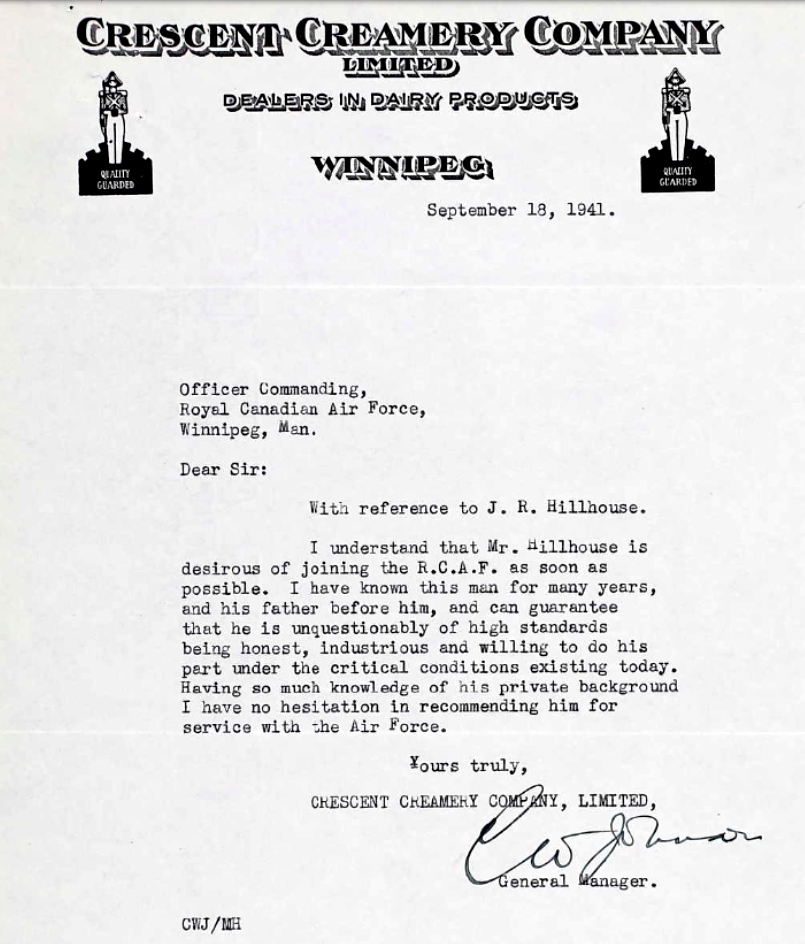 CRESCENT CREAMERY COMPANY
LIMITED
DEALERS IN DAIRY PRODUCTS
QUALITY
GUARDED
QUALITY
GUARDED
WINNIPEG
September 18, 1941.
Officer Commanding,
Royal Canadian Air Force,
Winnipeg, Man.
Dear Sir:
With reference to J. R. Hillhouse.
I understand that Mr. Hillhouse is
desirous of joining the R.C.A.F. as soon as
possible. I have known this man for many years,
and his father before him, and can guarantee
that he is unquestionably of high standards
being honest, industrious and willing to do his
part under the critical conditions existing today.
Having so much knowledge of his private background
I have no hesitation in recommending him for
service with the Air Force.
Yours truly,
CRESCENT CREAMERY COMPANY, LIMITED,
CW Johnson
General Manager.
CWJ/MH